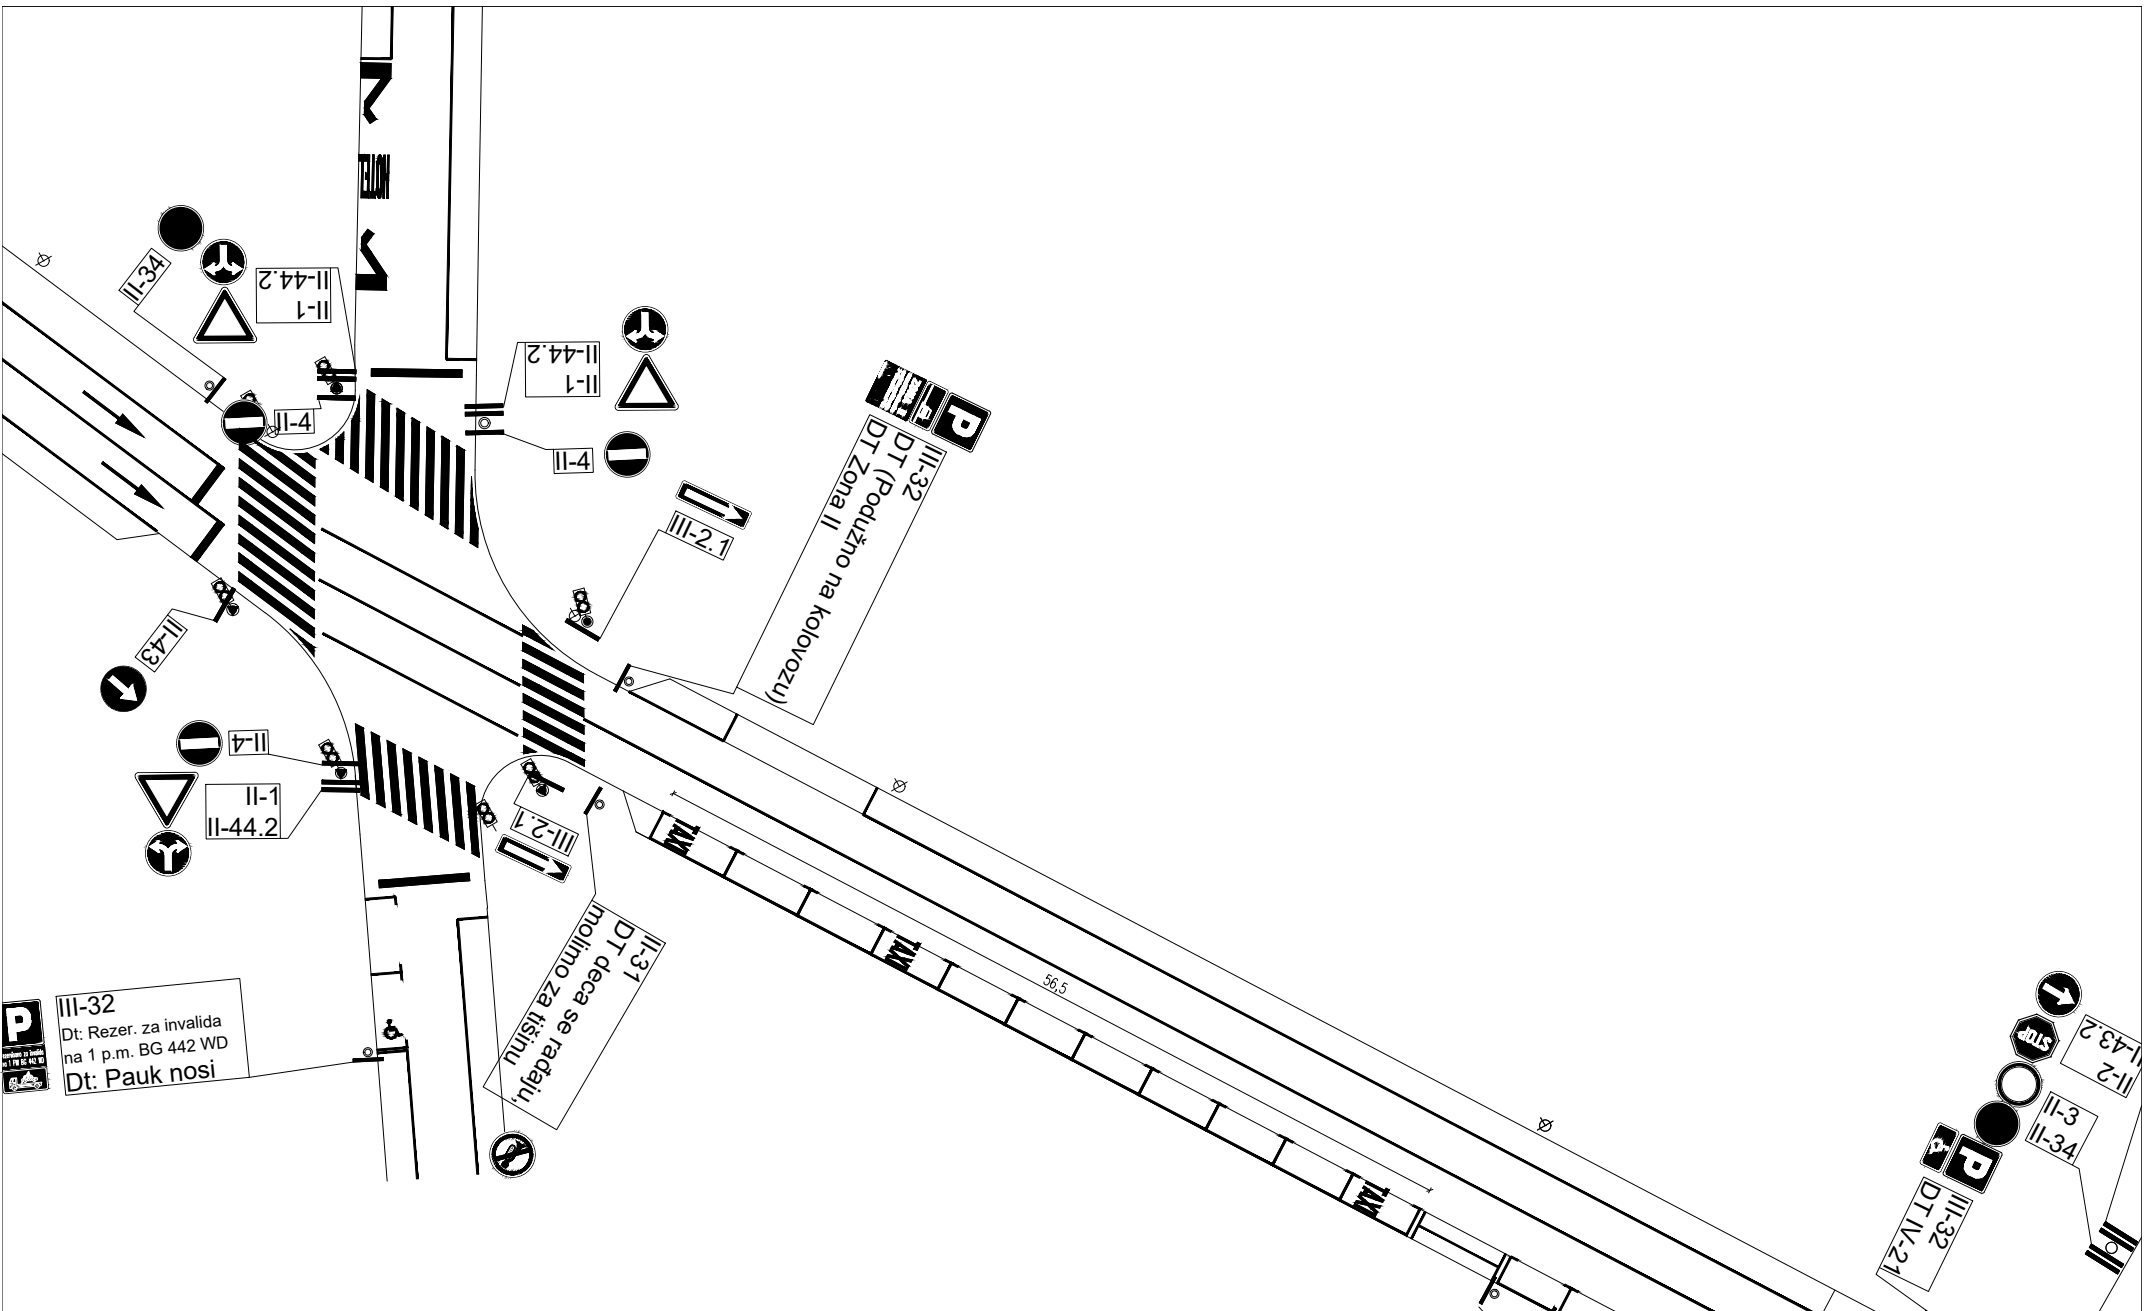 II-34
II-44.2
II-1
II-4
II-44.2
II-1
II-4
III-2.1
P
III-32
DT (Podužno na kolovozu)
DT Zona II
II-43
II-4
II-1
II-44.2
III-2.1
TAXI
TAXI
TAXI
56,5
II-31
DT deca se rađaju,
molimo za tišinu
P
III-32
Dt: Rezer. za invalida
na 1 p.m. BG 442 WD
Dt: Pauk nosi
STOP
II-43.2
II-2
II-3
II-34
P
III-32
DT IV-21